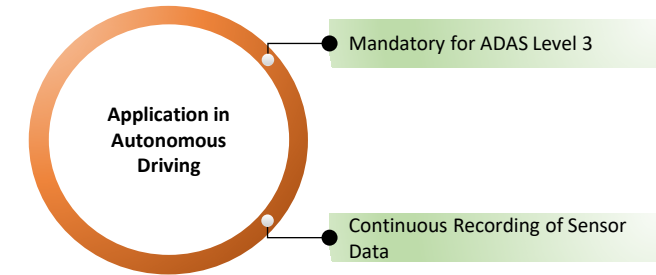 Mandatory for ADAS Level 3
Application in
Autonomous
Driving
Continuous Recording of Sensor
Data